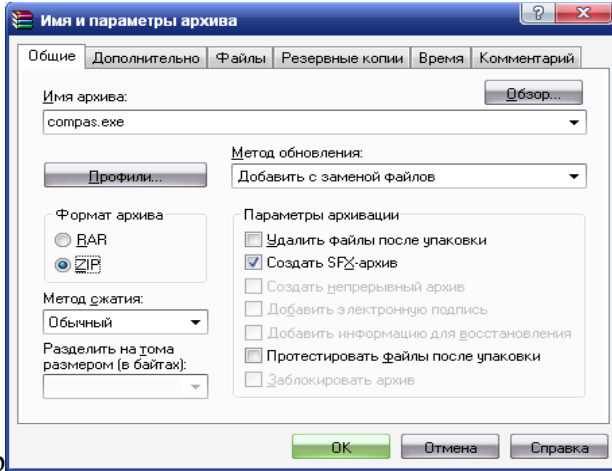 Имя и параметры архива
Общие Дополнительно Файлы Резервные копии Время Комментарий
Имя архива:
Обзор...
compas.exe
Метод обновления:
Профили...
Добавить с заменой файлов
Формат архива
Параметры архивации
RAR
Удалить файлы после упаковки
ZIP
Создать SFX-архив
Создать непрерывный архив
Метод сжатия:
Добавить электронную подпись
Обычный
Добавить информацию для восстановления
Разделить на тома
размером (в байтах):
Протестировать файлы после упаковки
Заблокировать архив
OK Отмена Справка